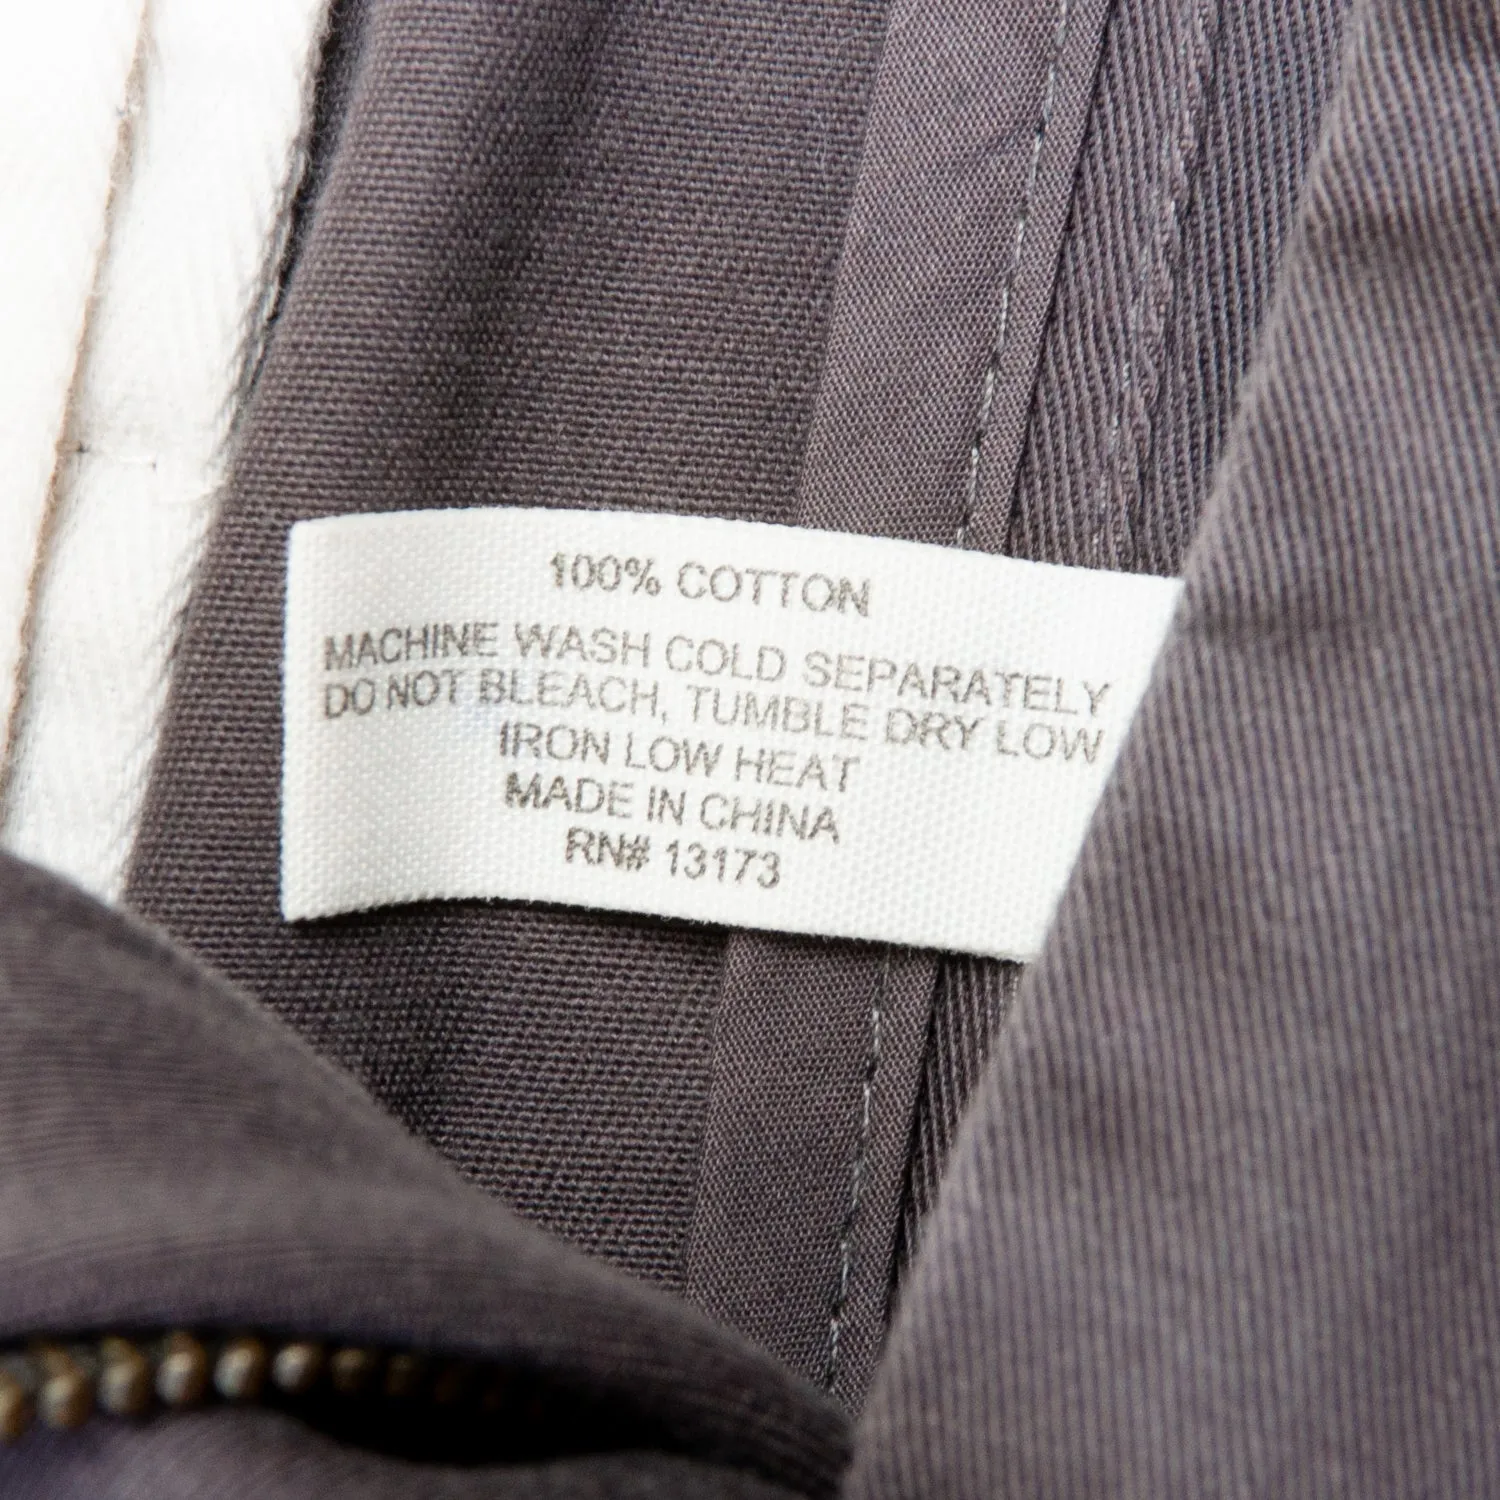 100% COTTON
MACHINE WASH COLD SEPARATELY
DO NOT BLEACH, TUMBLE DRY LOW
IRON LOW HEAT
MADE IN CHINA
RN# 13173